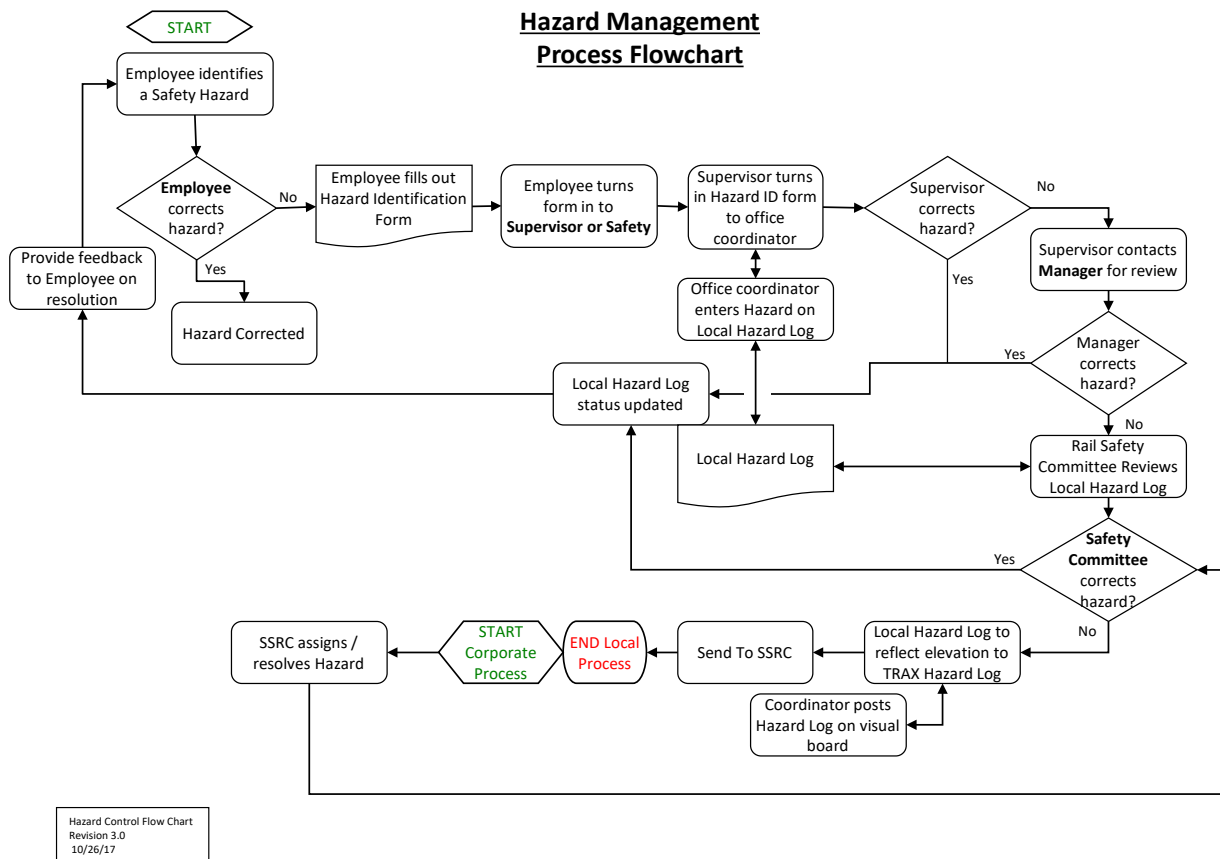 Hazard Management
Process Flowchart
START
Employee identifies
a Safety Hazard
Employee
corrects
hazard?
No
Yes
Hazard Corrected
Employee fills out
Hazard Identification
Form
Employee turns
form in to
Supervisor or Safety
Supervisor turns
in Hazard ID form
to office
coordinator
Supervisor
corrects
hazard?
No
Yes
Supervisor contacts
Manager for review
Office coordinator
enters Hazard on
Local Hazard Log
Provide feedback
to Employee on
resolution
Manager
corrects
hazard?
Yes
No
Local Hazard Log
status updated
Local Hazard Log
Rail Safety
Committee Reviews
Local Hazard Log
Safety
Committee
corrects
hazard?
Yes
No
Local Hazard Log to
reflect elevation to
TRAX Hazard Log
Coordinator posts
Hazard Log on visual
board
Send To SSRC
END Local
Process
START
Corporate
Process
SSRC assigns /
resolves Hazard
Hazard Control Flow Chart
Revision 3.0
10/26/17